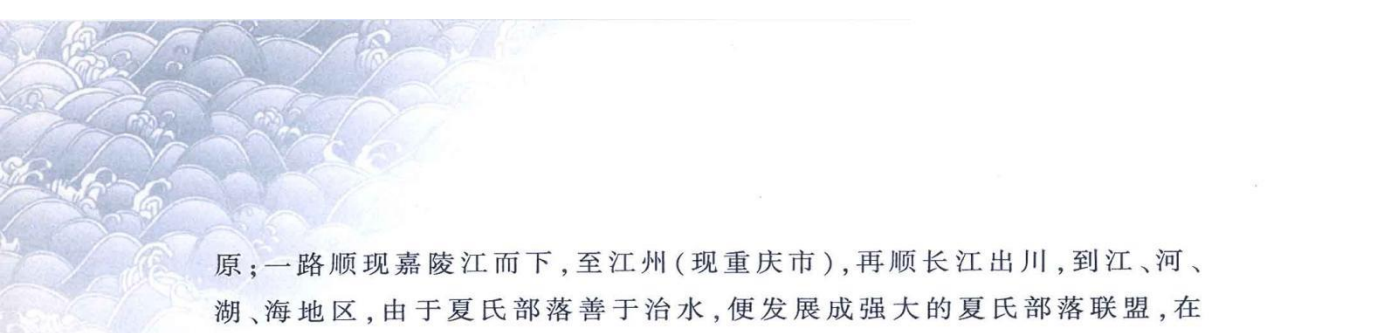 原;一路顺现嘉陵江而下,至江州(现重庆市),再顺长江出川,到江、河、
湖、海地区,由于夏氏部落善于治水,便发展成强大的夏氏部落联盟,在